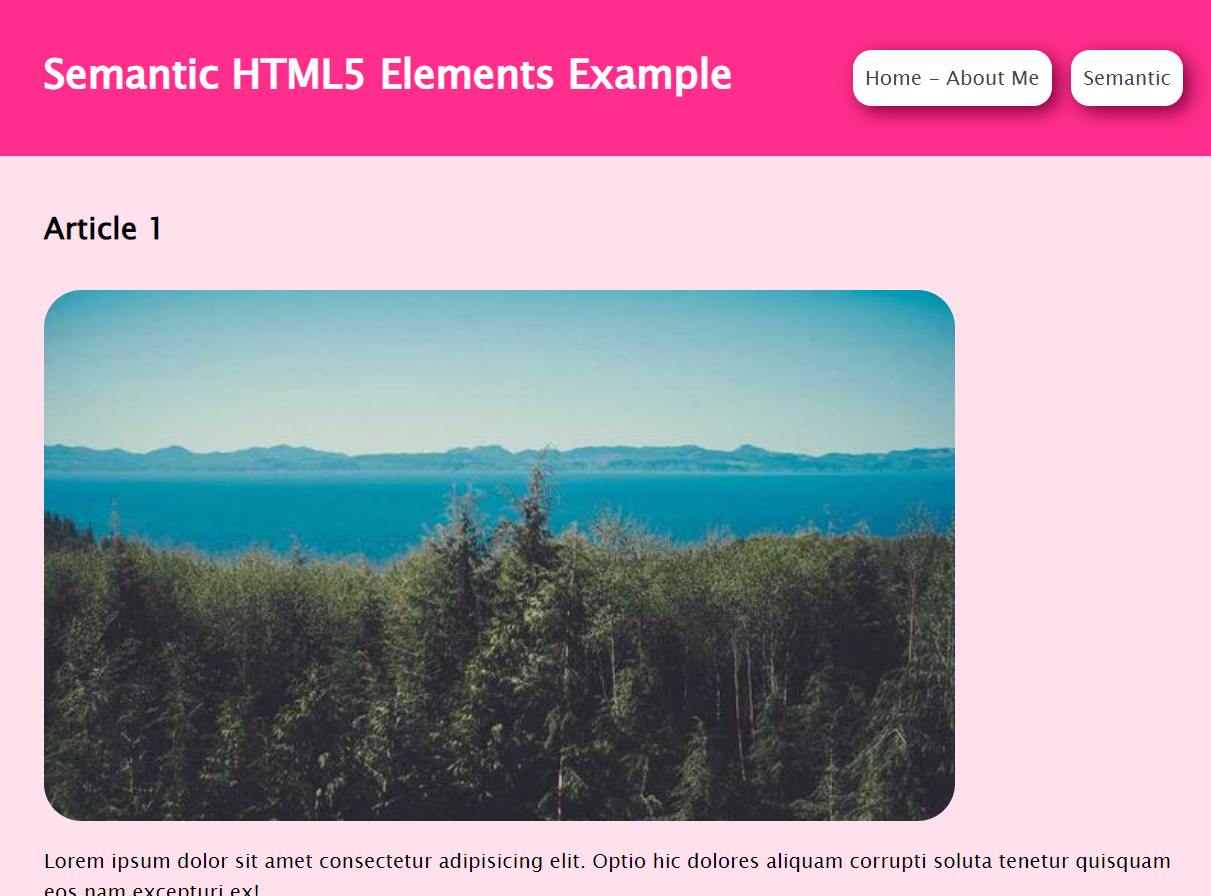 Semantic HTML5 Elements Example
Home – About Me
Semantic
Article 1
Lorem ipsum dolor sit amet consectetur adipisicing elit. Optio hic dolores aliquam corrupti soluta tenetur quisquam
eos nam excepturi ex!